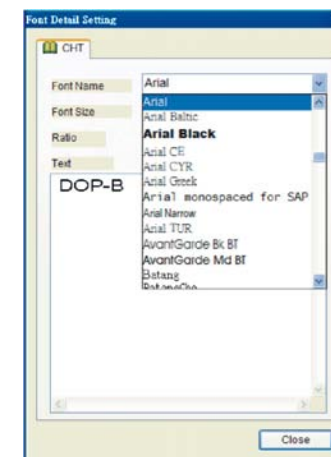 Font Detail Setting
CHT
Font Name
Arial
Font Size
Ratio
Text
Arial
Arial Baltic
Arial Black
Arial CE
Arial CYR
Arial Greek
Arial monospaced for SAP
Arial Narrow
Arial TUR
AvantGarde Bk BT
AvantGarde Md BT
Batang
DOP-B
Close